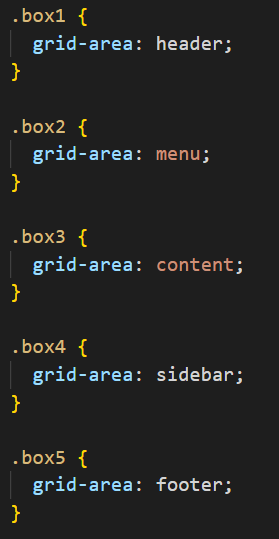 .box1 {
  grid-area: header;
}
.box2 {
  grid-area: menu;
}
.box3 {
  grid-area: content;
}
.box4 {
  grid-area: sidebar;
}
.box5 {
  grid-area: footer;
}